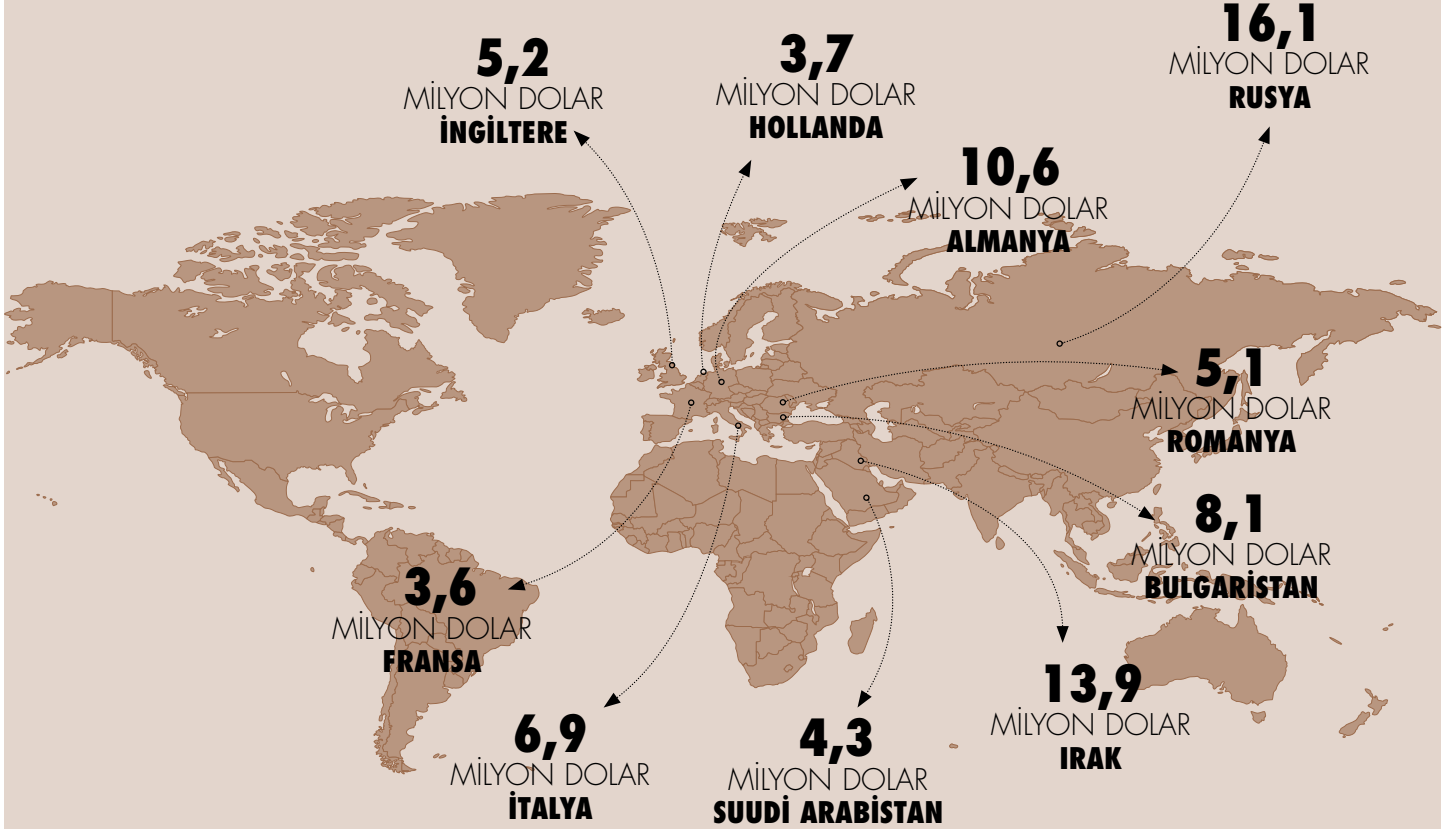 16,1
MİLYON DOLAR
RUSYA
5,2
MİLYON DOLAR
İNGİLTERE
3,7
MİLYON DOLAR
HOLLANDA
10,6
MİLYON DOLAR
ALMANYA
5,1
MİLYON DOLAR
ROMANYA
8,1
MİLYON DOLAR
BULGARİSTAN
3,6
MİLYON DOLAR
FRANSA
13,9
MİLYON DOLAR
IRAK
6,9
MİLYON DOLAR
İTALYA
4,3
MİLYON DOLAR
SUUDİ ARABİSTAN